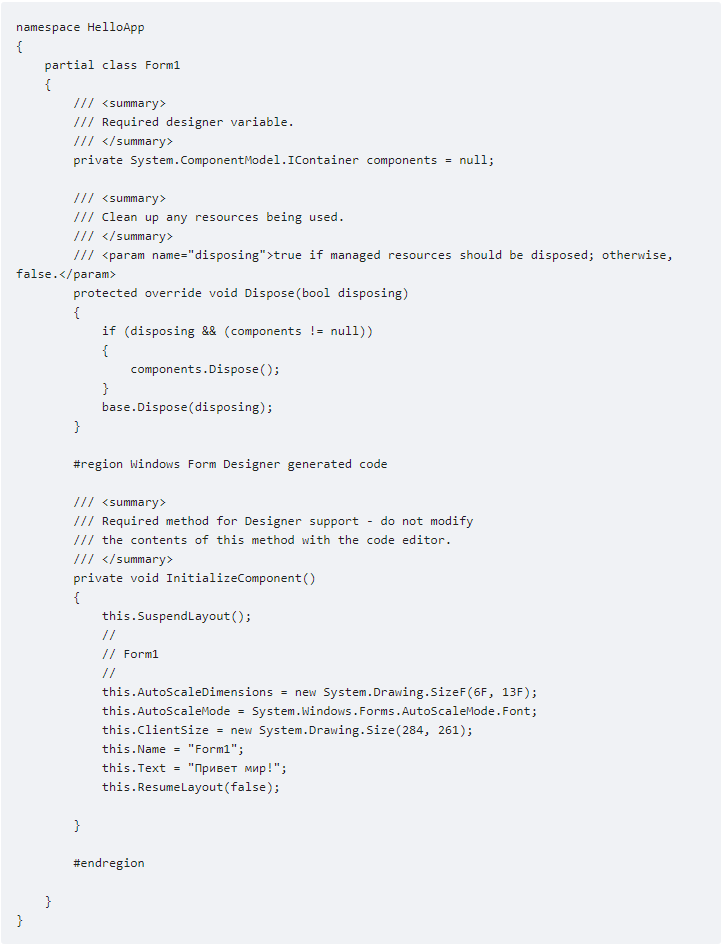 namespace HelloApp
{
    partial class Form1
    {
        /// <summary>
        /// Required designer variable.
        /// </summary>
        private System.ComponentModel.IContainer components = null;

        /// <summary>
        /// Clean up any resources being used.
        /// </summary>
        /// <param name="disposing">true if managed resources should be disposed; otherwise,
false.</param>
        protected override void Dispose(bool disposing)
        {
            if (disposing && (components != null))
            {
                components.Dispose();
            }
            base.Dispose(disposing);
        }

        #region Windows Form Designer generated code

        /// <summary>
        /// Required method for Designer support - do not modify
        /// the contents of this method with the code editor.
        /// </summary>
        private void InitializeComponent()
        {
            this.SuspendLayout();
            //
            // Form1
            //
            this.AutoScaleDimensions = new System.Drawing.SizeF(6F, 13F);
            this.AutoScaleMode = System.Windows.Forms.AutoScaleMode.Font;
            this.ClientSize = new System.Drawing.Size(284, 261);
            this.Name = "Form1";
            this.Text = "Привет мир!";
            this.ResumeLayout(false);

        }

        #endregion

    }
}